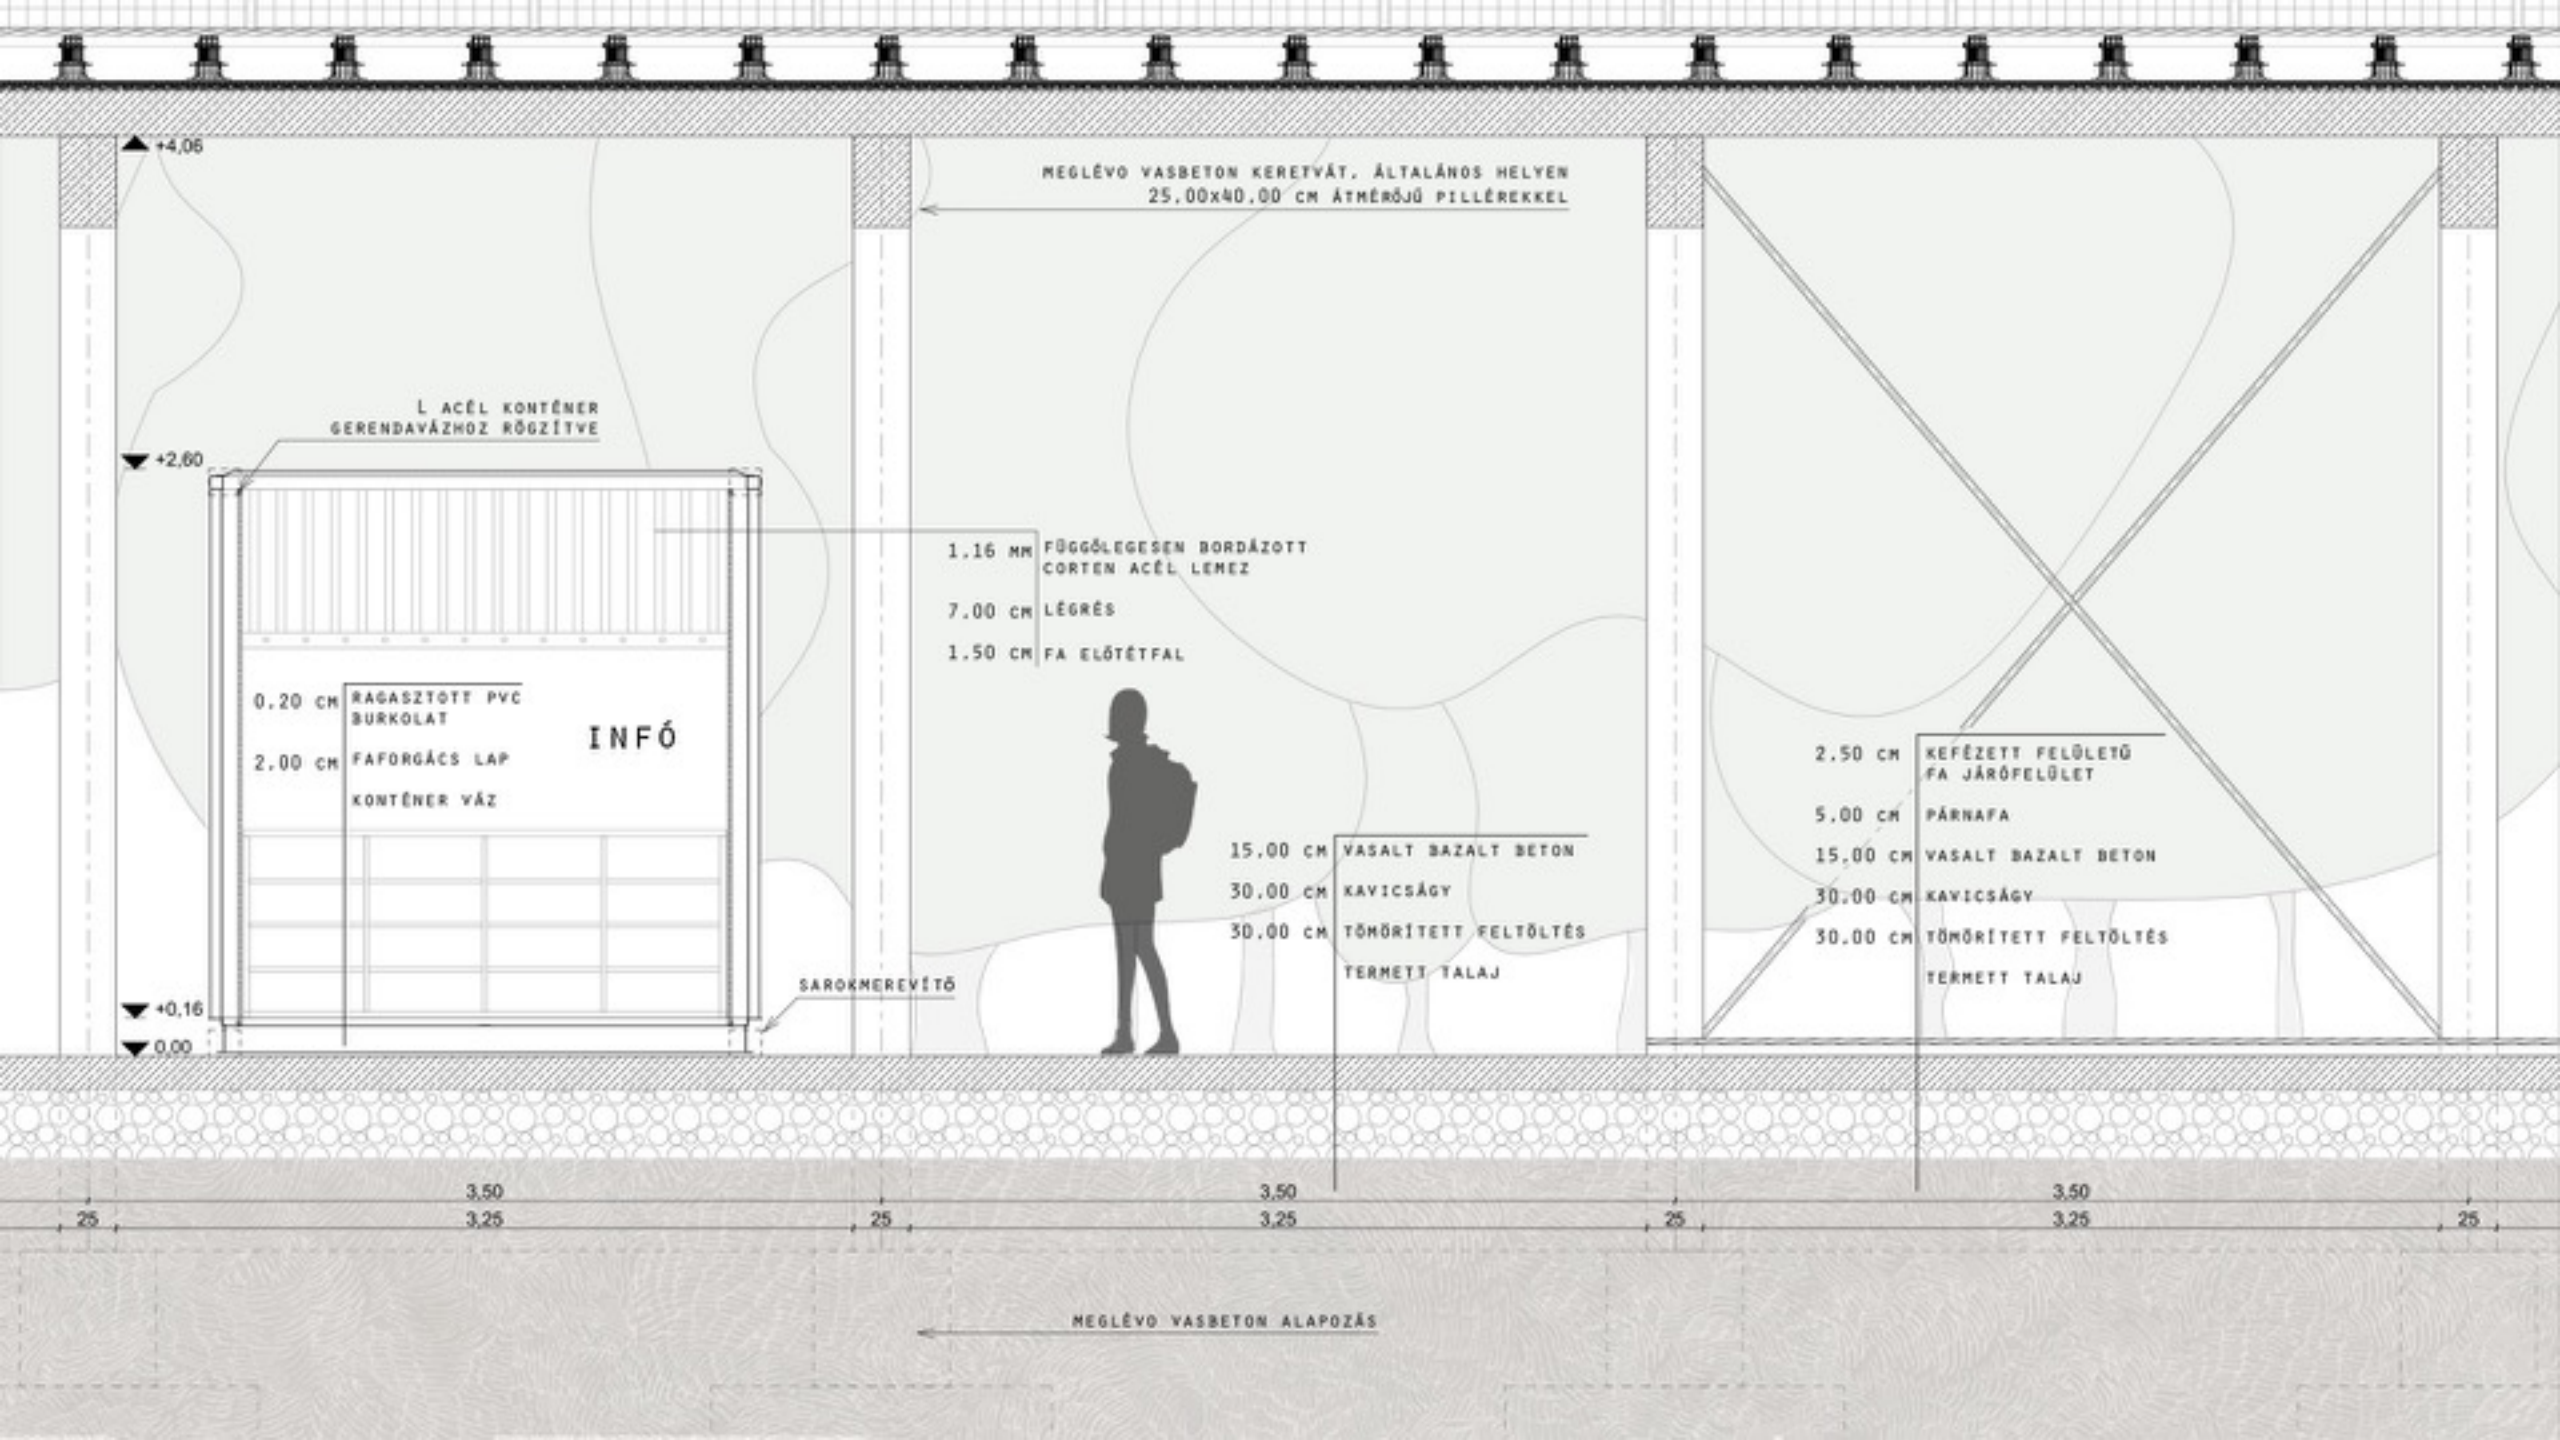 +4,06
MEGLÉVO VASBETON KERETVÁT, ÁLTALÁNOS HELYEN
25.00x40.00 CM ÁTMÉRŐJŰ PILLÉREKKEL
L ACÉL KONTÉNER
GERENDAVÁZHOZ RÖGZÍTVE
+2,60
1.16 MM FÜGGŐLEGESEN BORDÁZOTT
CORTEN ACÉL LEMEZ
7.00 CM LÉGRÉS
1.50 CM FA ELŐTÉTFAL
0.20 CM RAGASZTOTT PVC
BURKOLAT
2.00 CM FAFORGÁCS LAP
KONTÉNER VÁZ
INFÓ
2.50 CM KEFÉZETT FELÜLETŰ
FA JÁRÓFELÜLET
5.00 CM PÁRNAFA
15.00 CM VASALT BAZALT BETON
30.00 CM KAVICSÁGY
30.00 CM TÖMÖRÍTETT FELTÖLTÉS
TERMETT TALAJ
15.00 CM VASALT BAZALT BETON
30.00 CM KAVICSÁGY
30.00 CM TÖMÖRÍTETT FELTÖLTÉS
TERMETT TALAJ
SAROKMEREVÍTŐ
+0,16
0,00
3,50 3,50 3,50
25 3,25 25 3,25 25 3,25 25
MEGLÉVO VASBETON ALAPOZÁS